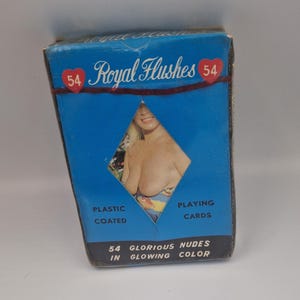 54 Royal Flushes 54
PLASTIC PLAYING
COATED CARDS
54 GLORIOUS NUDES
IN GLOWING COLOR